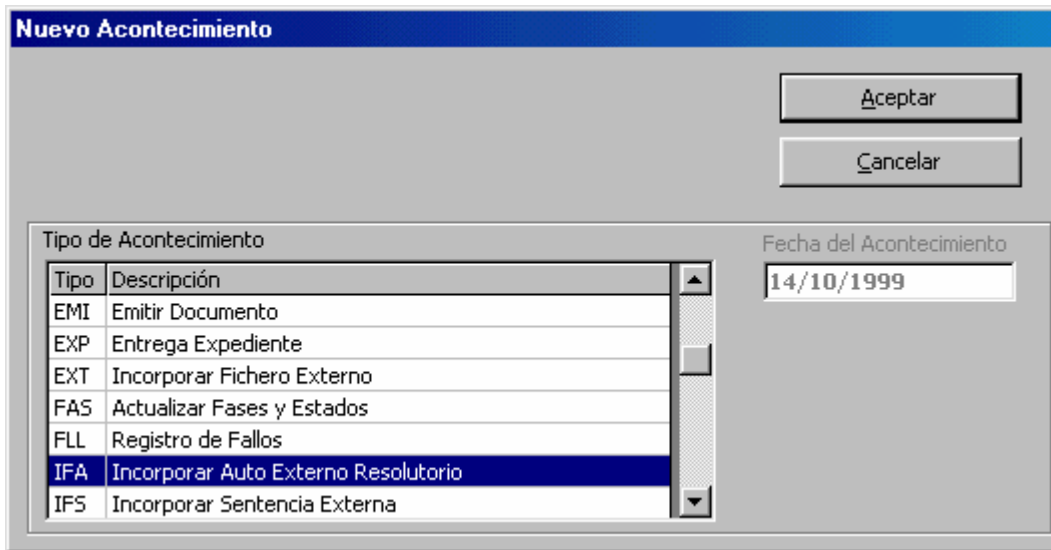 Nuevo Acontecimiento
Aceptar
Cancelar
Tipo de Acontecimiento
Fecha del Acontecimiento
14/10/1999
Tipo Descripción
EMI Emitir Documento
EXP Entrega Expediente
EXT Incorporar Fichero Externo
FAS Actualizar Fases y Estados
FLL Registro de Fallos
IFA Incorporar Auto Externo Resolutorio
IFS Incorporar Sentencia Externa